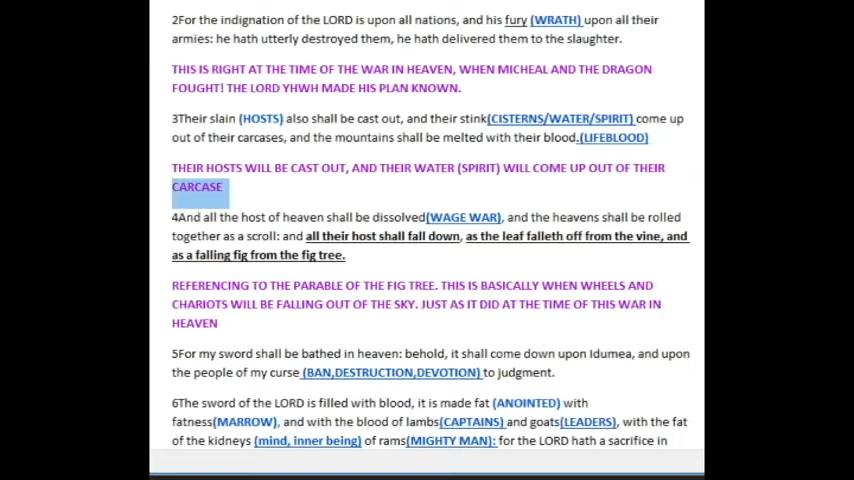 2For the indignation of the LORD is upon all nations, and his fury (WRATH) upon all their
armies: he hath utterly destroyed them, he hath delivered them to the slaughter.
THIS IS RIGHT AT THE TIME OF THE WAR IN HEAVEN, WHEN MICHEAL AND THE DRAGON
FOUGHT! THE LORD YHWH MADE HIS PLAN KNOWN.
3Their slain (HOSTS) also shall be cast out, and their stink(CISTERNS/WATER/SPIRIT) come up
out of their carcases, and the mountains shall be melted with their blood.(LIFEBLOOD)
THEIR HOSTS WILL BE CAST OUT, AND THEIR WATER (SPIRIT) WILL COME UP OUT OF THEIR
CARCASE
4And all the host of heaven shall be dissolved(WAGE WAR), and the heavens shall be rolled
together as a scroll: and all their host shall fall down, as the leaf falleth off from the vine, and
as a falling fig from the fig tree.
REFERENCING TO THE PARABLE OF THE FIG TREE. THIS IS BASICALLY WHEN WHEELS AND
CHARIOTS WILL BE FALLING OUT OF THE SKY. JUST AS IT DID AT THE TIME OF THIS WAR IN
HEAVEN
5For my sword shall be bathed in heaven: behold, it shall come down upon Idumea, and upon
the people of my curse (BAN,DESTRUCTION,DEVOTION) to judgment.
6The sword of the LORD is filled with blood, it is made fat (ANOINTED) with
fatness(MARROW), and with the blood of lambs(CAPTAINS) and goats(LEADERS), with the fat
of the kidneys (mind, inner being) of rams(MIGHTY MAN): for the LORD hath a sacrifice in